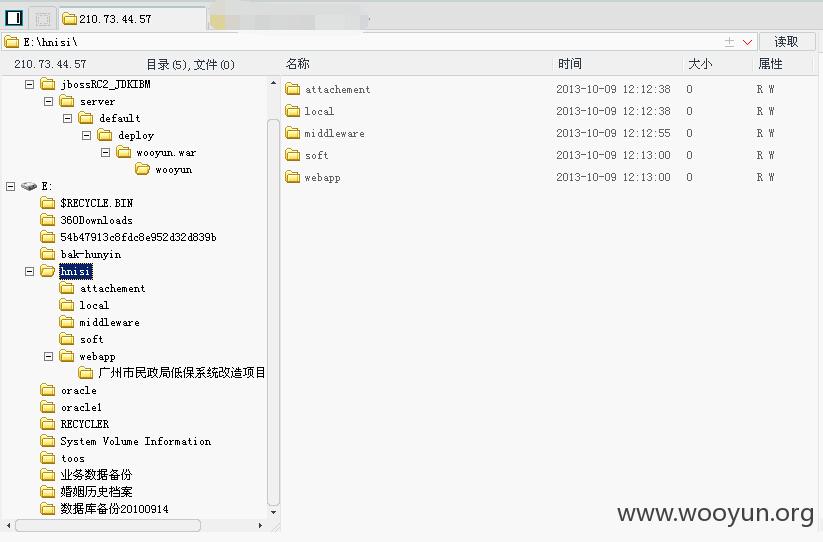 210.73.44.57
E:\hnisi\
读取
210.73.44.57 目录(5),文件(0)
名称 时间 大小 属性
jbossRC2_JDKIBM
server
default
deploy
wooyun.war
wooyun
E:
$RECYCLE.BIN
360Downloads
54b47913c8fdc8e952d32d839b
bak-hunyin
hnisi
attachement
local
middleware
soft
webapp
广州市民政局低保系统改造项目
oracle
oracle1
RECYCLER
System Volume Information
toos
业务数据备份
婚姻历史档案
数据库备份20100914
attachement 2013-10-09 12:12:38 0 R W
local 2013-10-09 12:12:38 0 R W
middleware 2013-10-09 12:12:55 0 R W
soft 2013-10-09 12:13:00 0 R W
webapp 2013-10-09 12:13:00 0 R W
www.wooyun.org